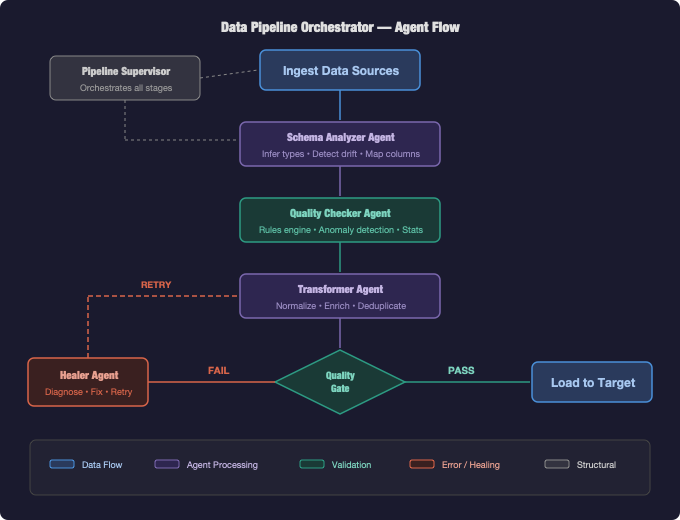 Data Pipeline Orchestrator — Agent Flow
Pipeline Supervisor
Orchestrates all stages
Ingest Data Sources
Schema Analyzer Agent
Infer types • Detect drift • Map columns
Quality Checker Agent
Rules engine • Anomaly detection • Stats
Transformer Agent
Normalize • Enrich • Deduplicate
RETRY
Healer Agent
Diagnose • Fix • Retry
FAIL
Quality
Gate
PASS
Load to Target
Data Flow
Agent Processing
Validation
Error / Healing
Structural